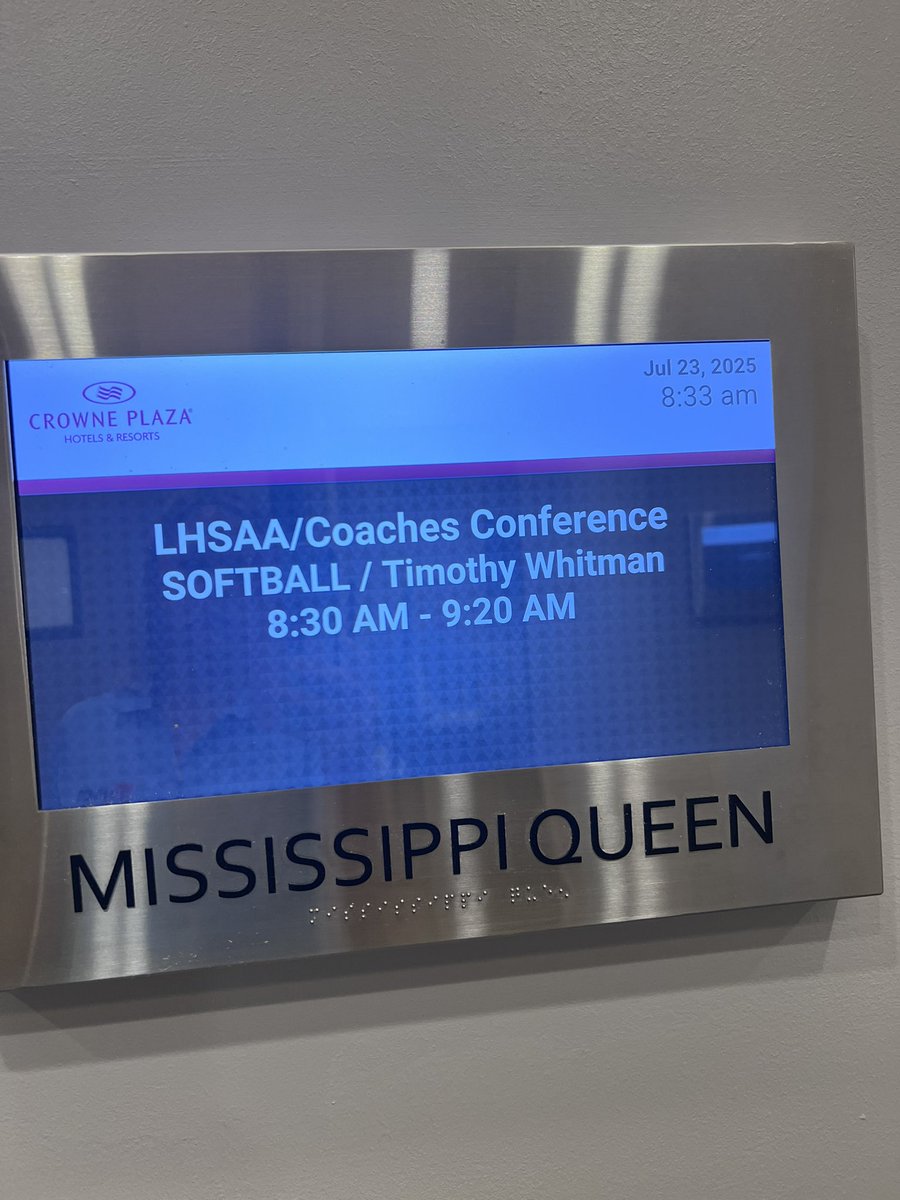 Jul 23, 2025
8:33 am
CROWNE PLAZA®
HOTELS & RESORTS
LHSAA/Coaches Conference
SOFTBALL / Timothy Whitman
8:30 AM - 9:20 AM
MISSISSIPPI QUEEN